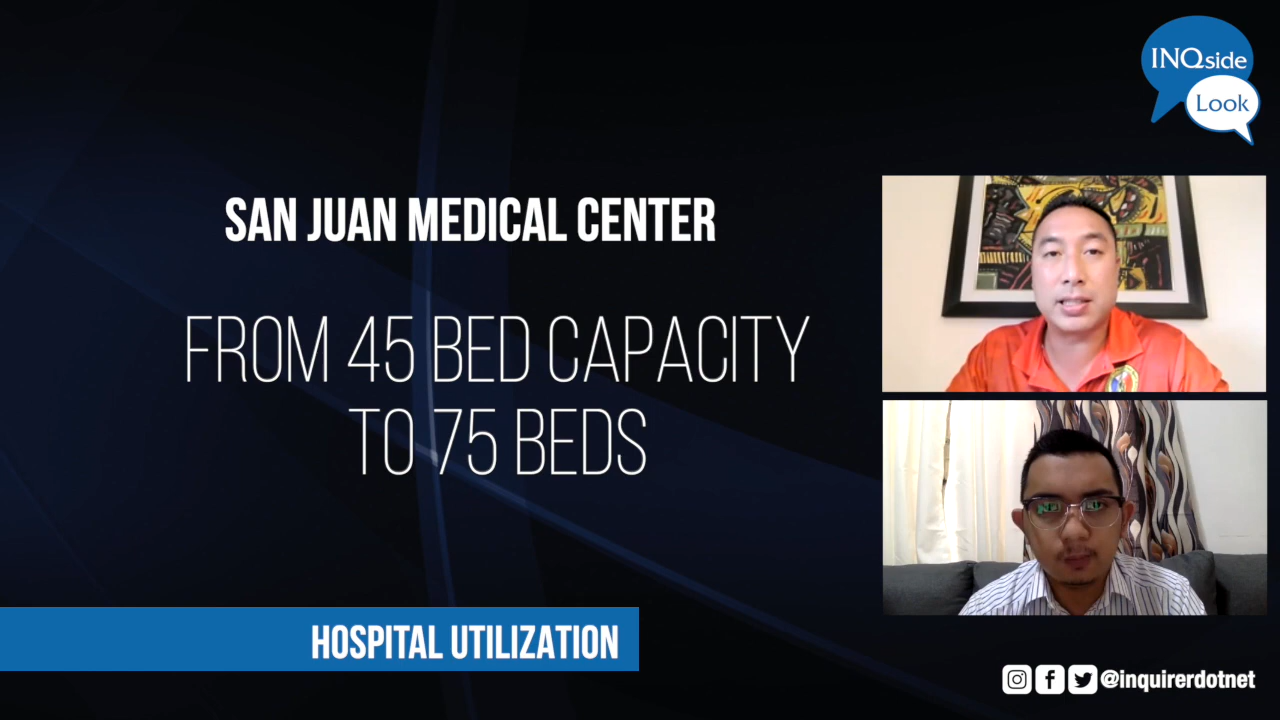 INQside
Look
SAN JUAN MEDICAL CENTER
FROM 45 BED CAPACITY
TO 75 BEDS
HOSPITAL UTILIZATION
@inquirerdotnet